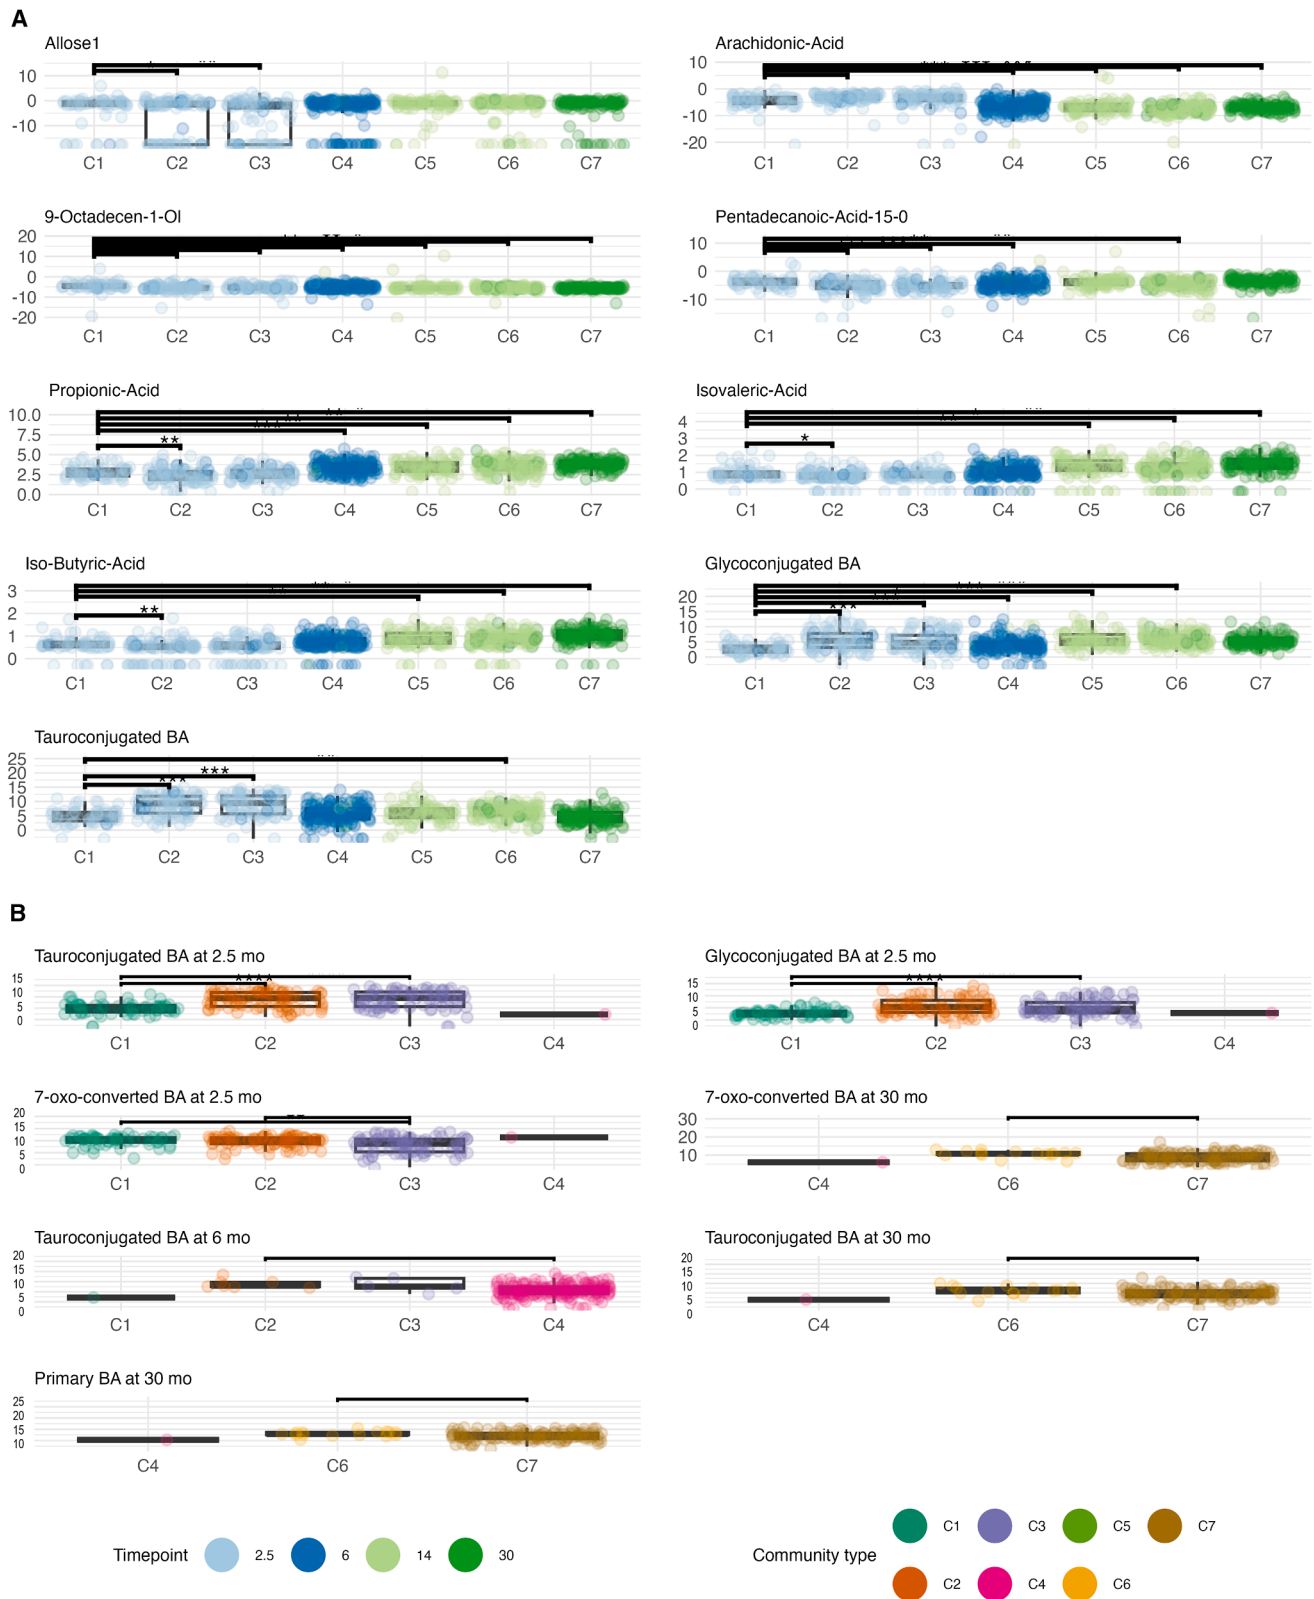 A
Allose1
10
0
-10
C1 C2 C3 C4 C5 C6 C7
Arachidonic-Acid
10
0
-10
-20
C1 C2 C3 C4 C5 C6 C7
9-Octadecen-1-Ol
20
10
0
-10
-20
C1 C2 C3 C4 C5 C6 C7
Pentadecanoic-Acid-15-0
10
0
-10
C1 C2 C3 C4 C5 C6 C7
Propionic-Acid
10.0
7.5
5.0
2.5
0.0
**
C1 C2 C3 C4 C5 C6 C7
Isovaleric-Acid
4
3
2
1
0
*
C1 C2 C3 C4 C5 C6 C7
Iso-Butyric-Acid
3
2
1
0
**
C1 C2 C3 C4 C5 C6 C7
Glycoconjugated BA
20
15
10
5
0
***
C1 C2 C3 C4 C5 C6 C7
Tauroconjugated BA
25
20
15
10
5
0
***
***
C1 C2 C3 C4 C5 C6 C7
B
Tauroconjugated BA at 2.5 mo
15
10
5
0
****
C1 C2 C3 C4
Glycoconjugated BA at 2.5 mo
15
10
5
0
****
C1 C2 C3 C4
7-oxo-converted BA at 2.5 mo
20
15
10
5
0
C1 C2 C3 C4
7-oxo-converted BA at 30 mo
30
20
10
C4 C6 C7
Tauroconjugated BA at 6 mo
20
15
10
5
0
C1 C2 C3 C4
Tauroconjugated BA at 30 mo
20
15
10
5
0
C4 C6 C7
Primary BA at 30 mo
25
20
15
10
C4 C6 C7
Timepoint 2.5 6 14 30
Community type
C1 C3 C5 C7
C2 C4 C6